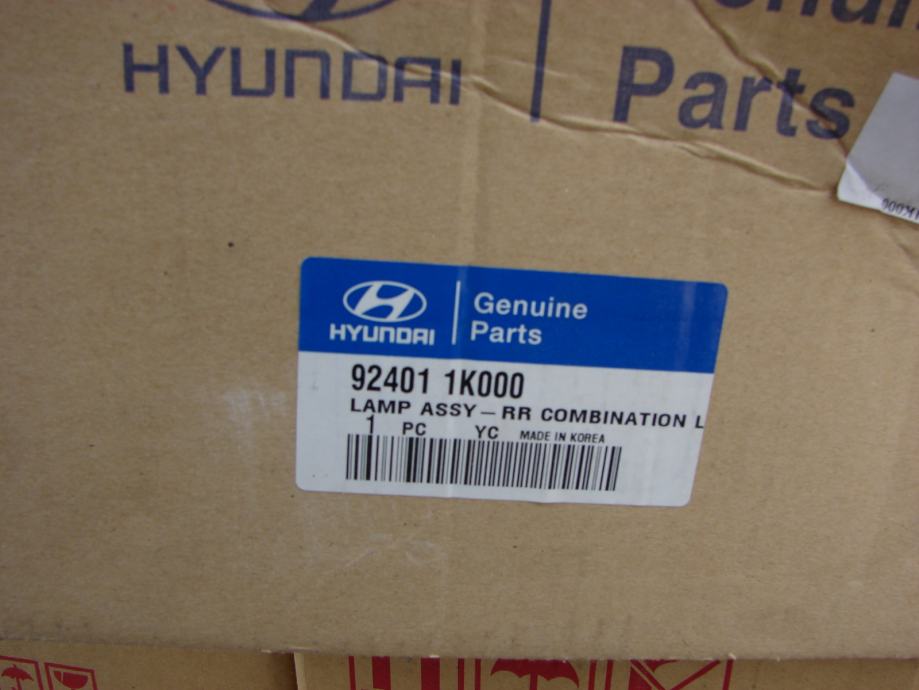 HYUNDAI
Parts
HYUNDAI
Genuine
Parts
92401 1K000
LAMP ASSY-RR COMBINATION L
1 PC YC MADE IN KOREA